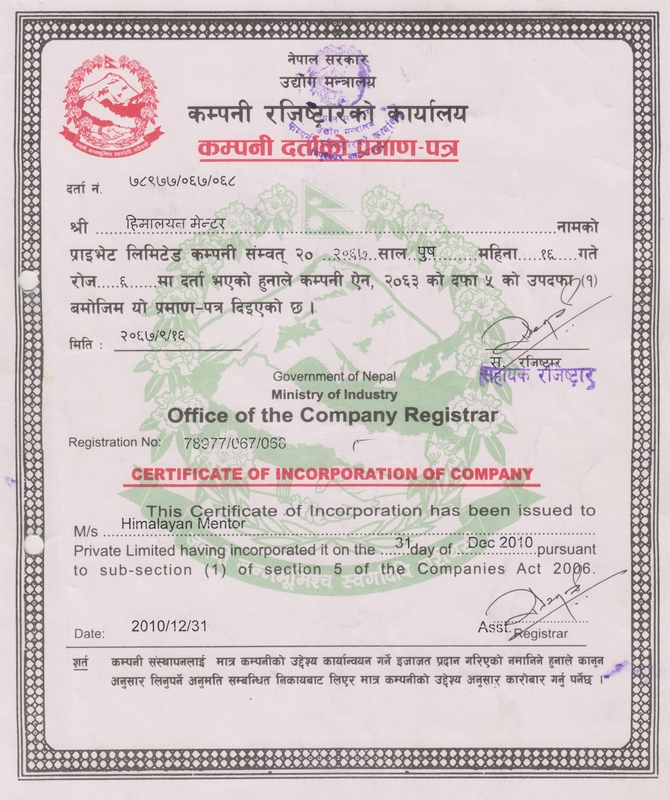 नेपाल सरकार
उद्योग मन्त्रालय
कम्पनी रजिष्ट्रारको कार्यालय
कम्पनी दर्ताको प्रमाण-पत्र
दर्ता नं. ७८९७७/०६७/०६८
श्री हिमालयन मेन्टर नामको
प्राइभेट लिमिटेड कम्पनी संम्बत् २० २०६७ साल पुष महिना १६ गते
रोज ६ मा दर्ता भएको हुनाले कम्पनी ऐन, २०६३ को दफा ५ को उपदफा (१)
बमोजिम यो प्रमाण-पत्र दिइएको छ ।
मिति : २०६७/९/१६
स. रजिष्टार
सहायक रजिष्ट्रार
Government of Nepal
Ministry of Industry
Office of the Company Registrar
Registration No: 78977/067/068
CERTIFICATE OF INCORPORATION OF COMPANY
This Certificate of Incorporation has been issued to
M/s Himalayan Mentor
Private Limited having incorporated it on the 31 day of Dec 2010 pursuant
to sub-section (1) of section 5 of the Companies Act 2006.
Date: 2010/12/31
Asst. Registrar
शर्त कम्पनी संस्थापनलाई मात्र कम्पनीको उद्देश्य कार्यान्वयन गर्ने इजाजत प्रदान गरिएको नमानिने हुनाले कानून
अनुसार लिनुपर्ने अनुमति सम्बन्धित निकायबाट लिएर मात्र कम्पनीको उद्देश्य अनुसार कारोबार गर्नु पर्नेछ ।